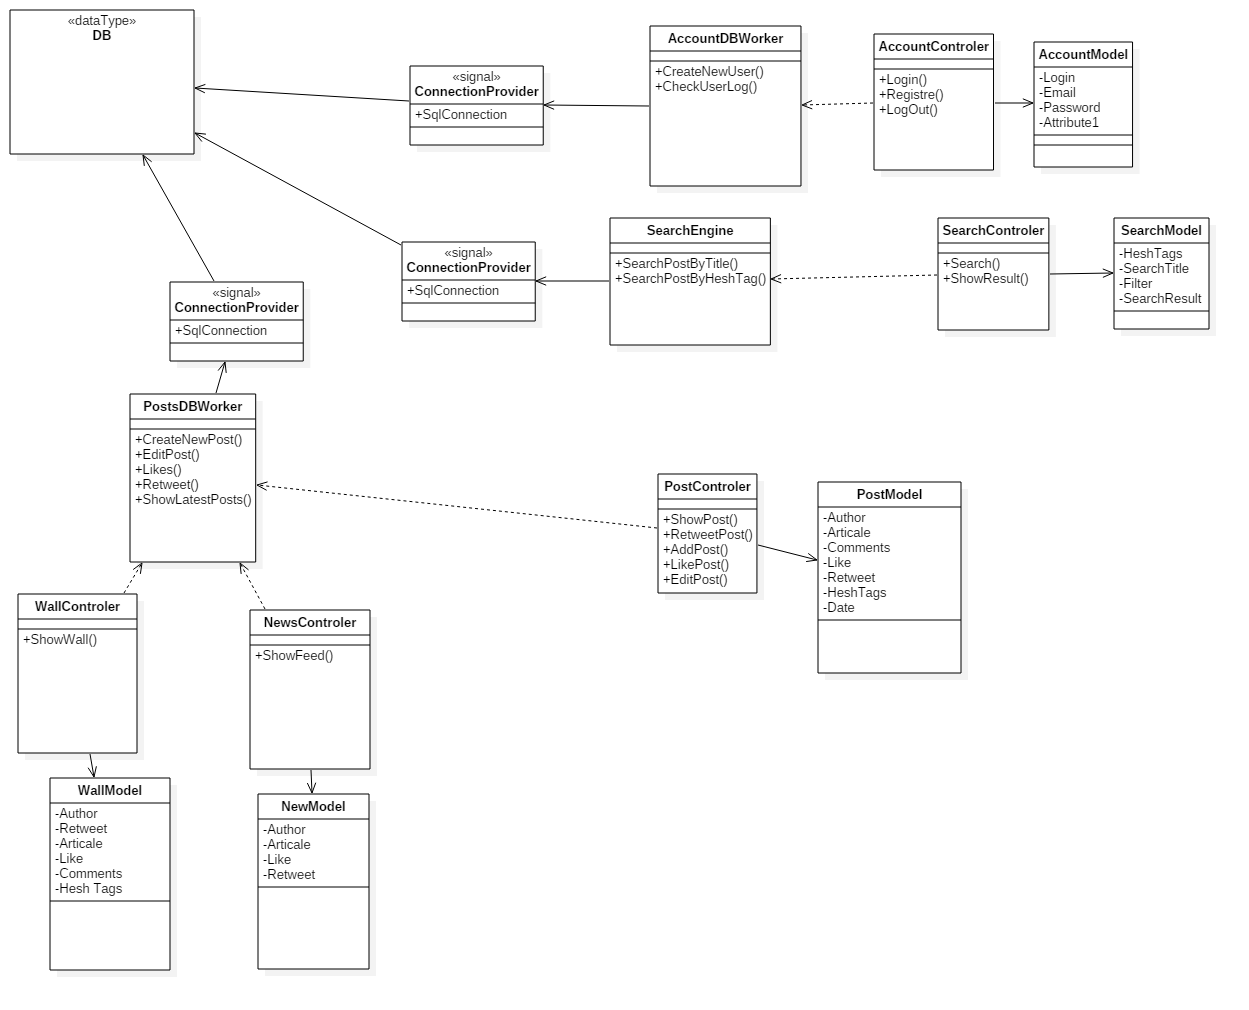 «dataType»
DB
«signal»
ConnectionProvider
+SqlConnection
AccountDBWorker
+CreateNewUser()
+CheckUserLog()
AccountControler
+Login()
+Registre()
+LogOut()
AccountModel
-Login
-Email
-Password
-Attribute1
«signal»
ConnectionProvider
+SqlConnection
SearchEngine
+SearchPostByTitle()
+SearchPostByHeshTag()
SearchControler
+Search()
+ShowResult()
SearchModel
-HeshTags
-SearchTitle
-Filter
-SearchResult
«signal»
ConnectionProvider
+SqlConnection
PostsDBWorker
+CreateNewPost()
+EditPost()
+Likes()
+Retweet()
+ShowLatestPosts()
PostControler
+ShowPost()
+RetweetPost()
+AddPost()
+LikePost()
+EditPost()
PostModel
-Author
-Articale
-Comments
-Like
-Retweet
-HeshTags
-Date
WallControler
+ShowWall()
NewsControler
+ShowFeed()
WallModel
-Author
-Retweet
-Articale
-Like
-Comments
-Hesh Tags
NewModel
-Author
-Articale
-Like
-Retweet